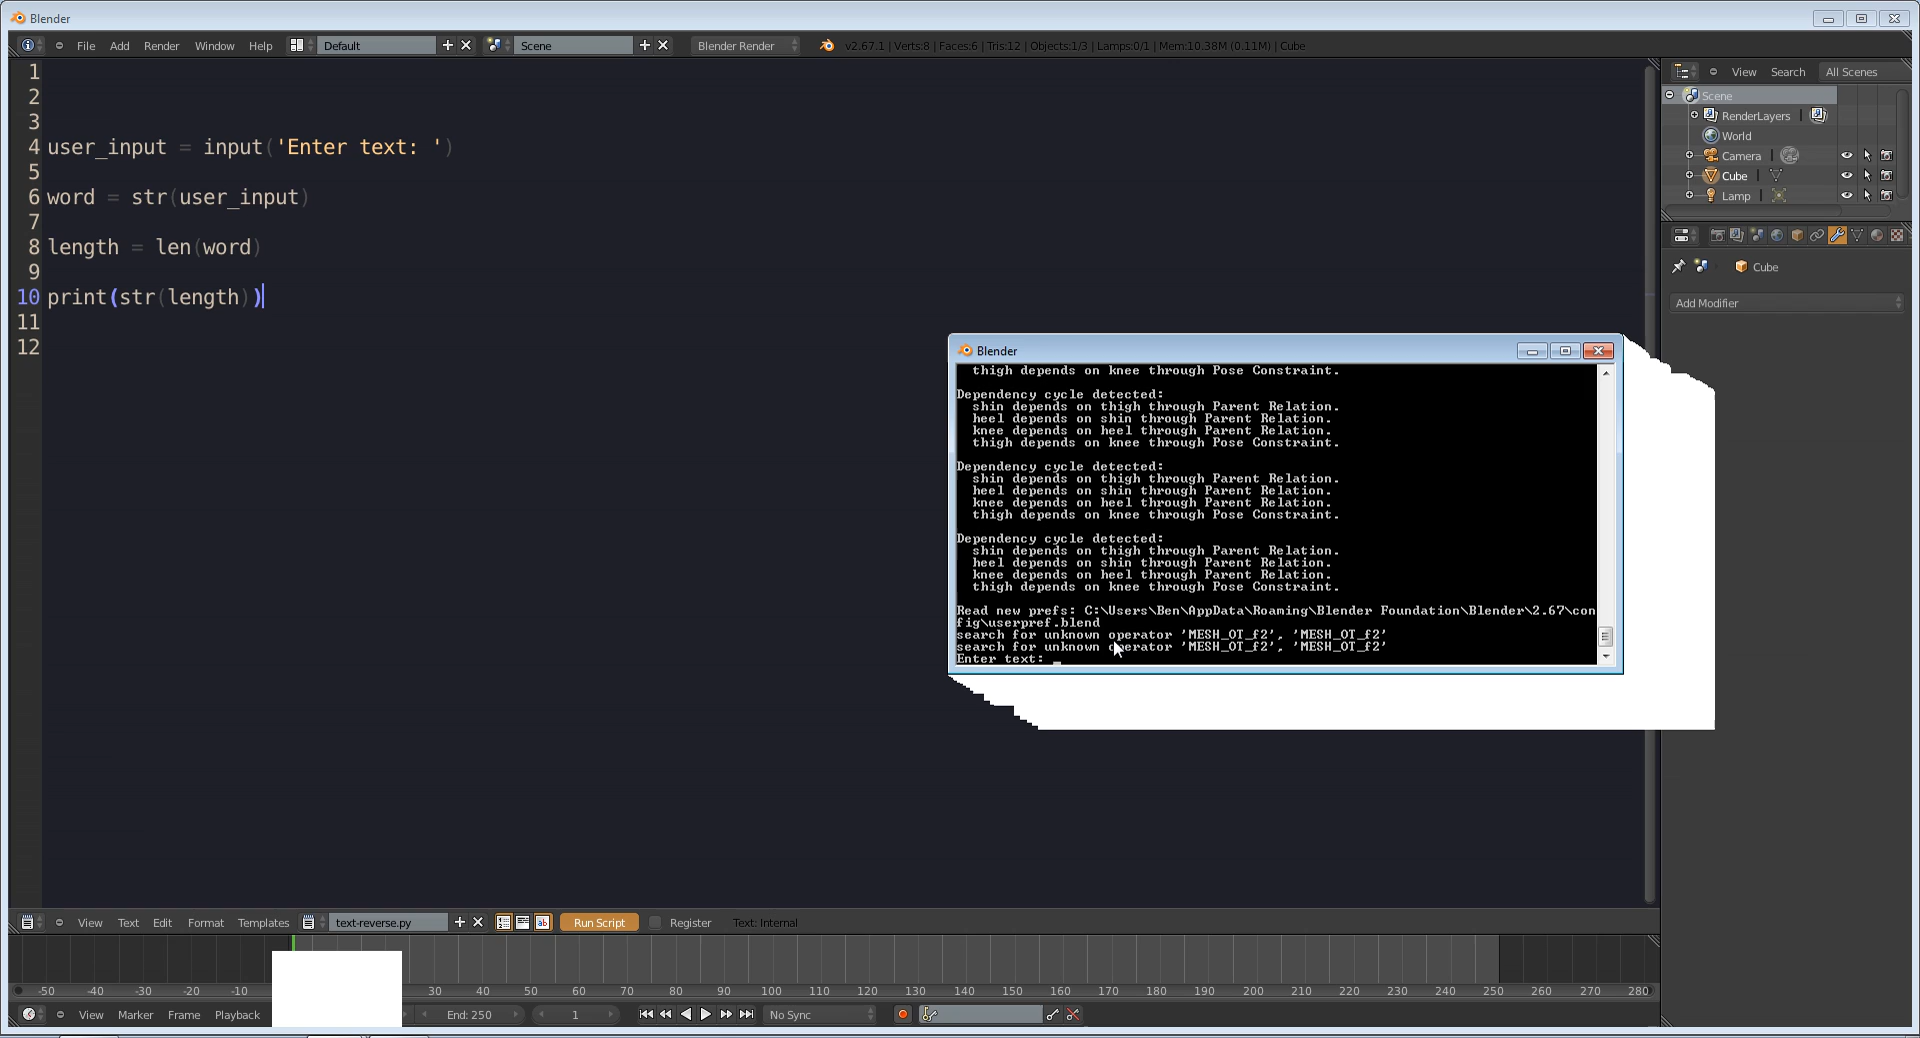 Blender
File Add Render Window Help Default Scene Blender Render v2.67.1 | Verts:8 | Faces:6 | Tris:12 | Objects:1/3 | Lamps:0/1 | Mem:10.38M (0.11M) | Cube
1
2
3
4 user_input = input('Enter text: ')
5
6 word = str(user_input)
7
8 length = len(word)
9
10 print(str(length))
11
12
View Search All Scenes
Scene
RenderLayers
World
Camera
Cube
Lamp
Cube
Add Modifier
Blender
thigh depends on knee through Pose Constraint.
Dependency cycle detected:
shin depends on thigh through Parent Relation.
heel depends on shin through Parent Relation.
knee depends on heel through Parent Relation.
thigh depends on knee through Pose Constraint.
Dependency cycle detected:
shin depends on thigh through Parent Relation.
heel depends on shin through Parent Relation.
knee depends on heel through Parent Relation.
thigh depends on knee through Pose Constraint.
Dependency cycle detected:
shin depends on thigh through Parent Relation.
heel depends on shin through Parent Relation.
knee depends on heel through Parent Relation.
thigh depends on knee through Pose Constraint.
Read new prefs: C:\Users\Ben\AppData\Roaming\Blender Foundation\Blender\2.67\con
fig\userpref.blend
search for unknown operator 'MESH_OT_f2', 'MESH_OT_f2'
search for unknown operator 'MESH_OT_f2', 'MESH_OT_f2'
Enter text: _
View Text Edit Format Templates text-reverse.py Run Script Register Text: Internal
-50 -40 -30 -20 -10 30 40 50 60 70 80 90 100 110 120 130 140 150 160 170 180 190 200 210 220 230 240 250 260 270 280
View Marker Frame Playback End: 250 1 No Sync